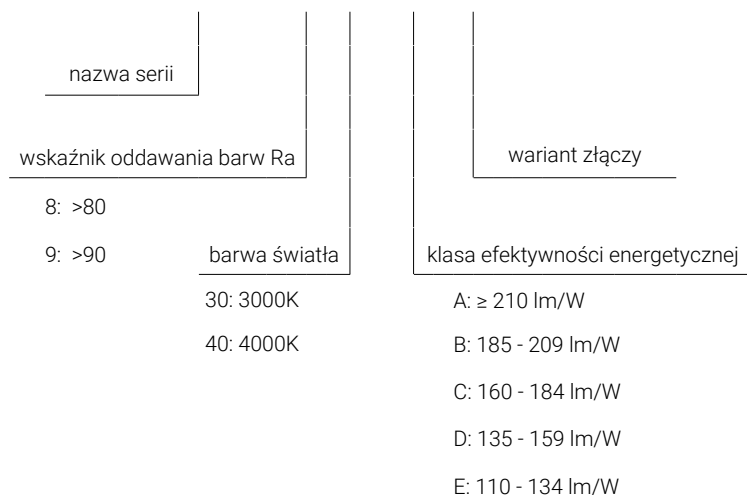 nazwa serii
wskaźnik oddawania barw Ra
8: >80
9: >90
barwa światła
30: 3000K
40: 4000K
wariant złączy
klasa efektywności energetycznej
A: ≥ 210 lm/W
B: 185 - 209 lm/W
C: 160 - 184 lm/W
D: 135 - 159 lm/W
E: 110 - 134 lm/W